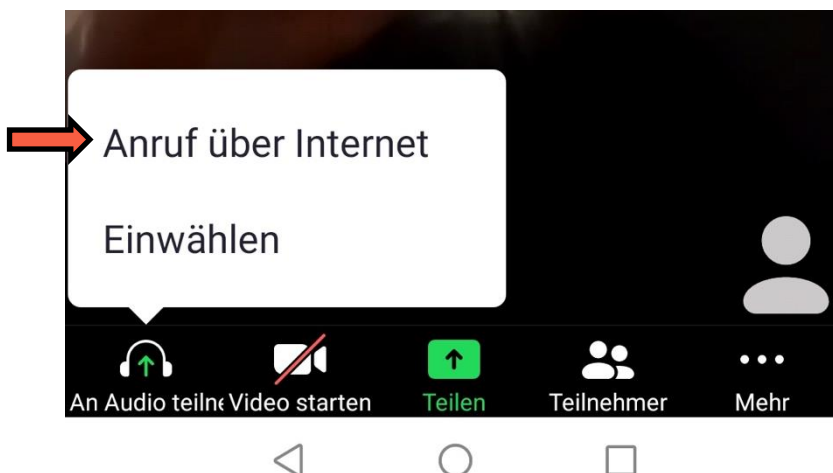 Anruf über Internet
Einwählen
An Audio teilne Video starten Teilen Teilnehmer Mehr